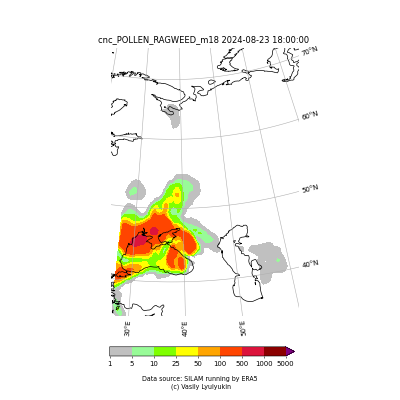 cnc_POLLEN_RAGWEED_m18 2024-08-23 18:00:00
70°N
60°N
50°N
40°N
30°E 40°E 50°E
1 5 10 25 50 100 500 1000 5000
Data source: SILAM running by ERA5
(c) Vasily Lyulyukin